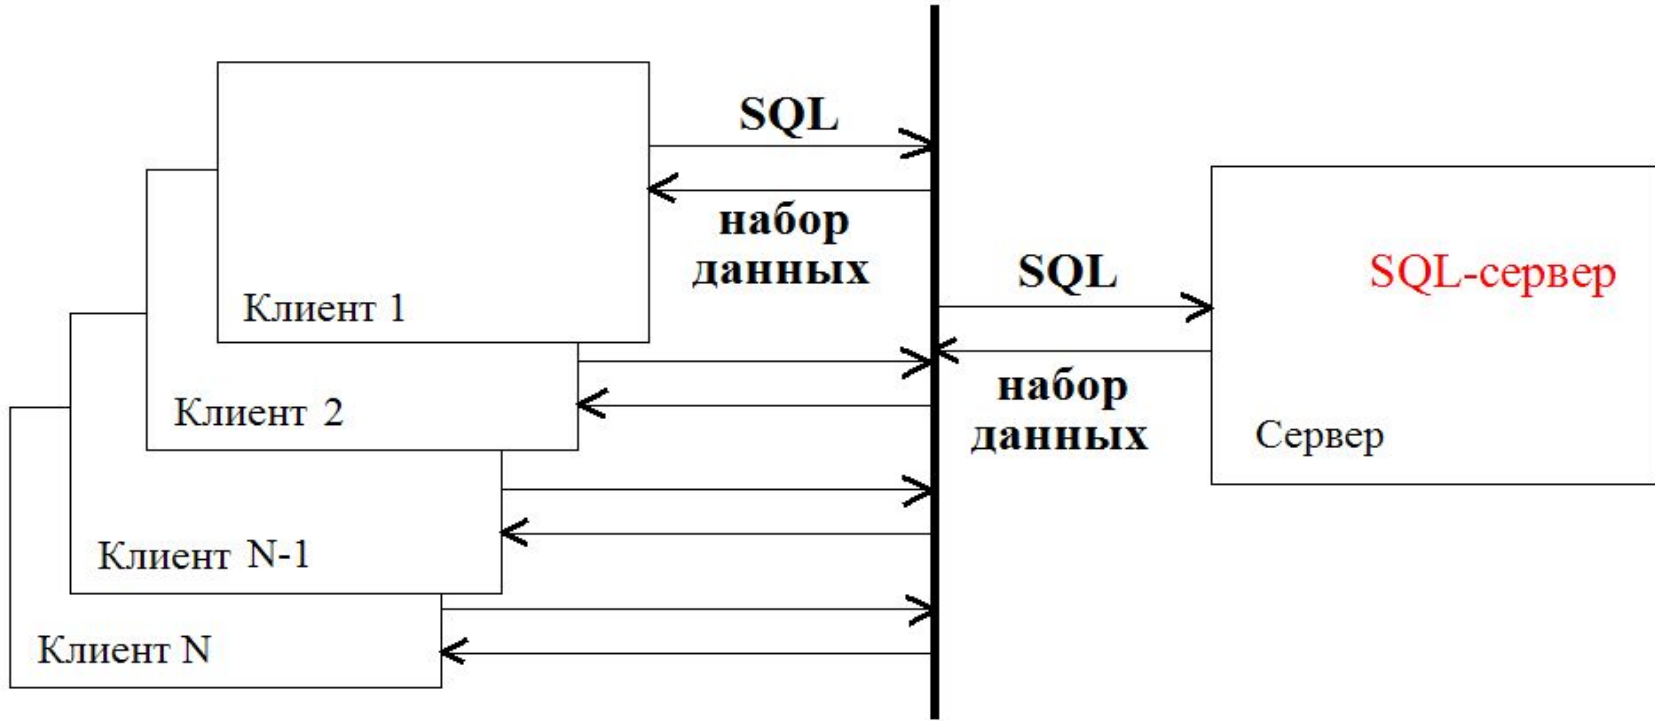 SQL
набор
данных
Клиент 1
SQL
SQL-сервер
набор
данных
Клиент 2
Сервер
Клиент N-1
Клиент N